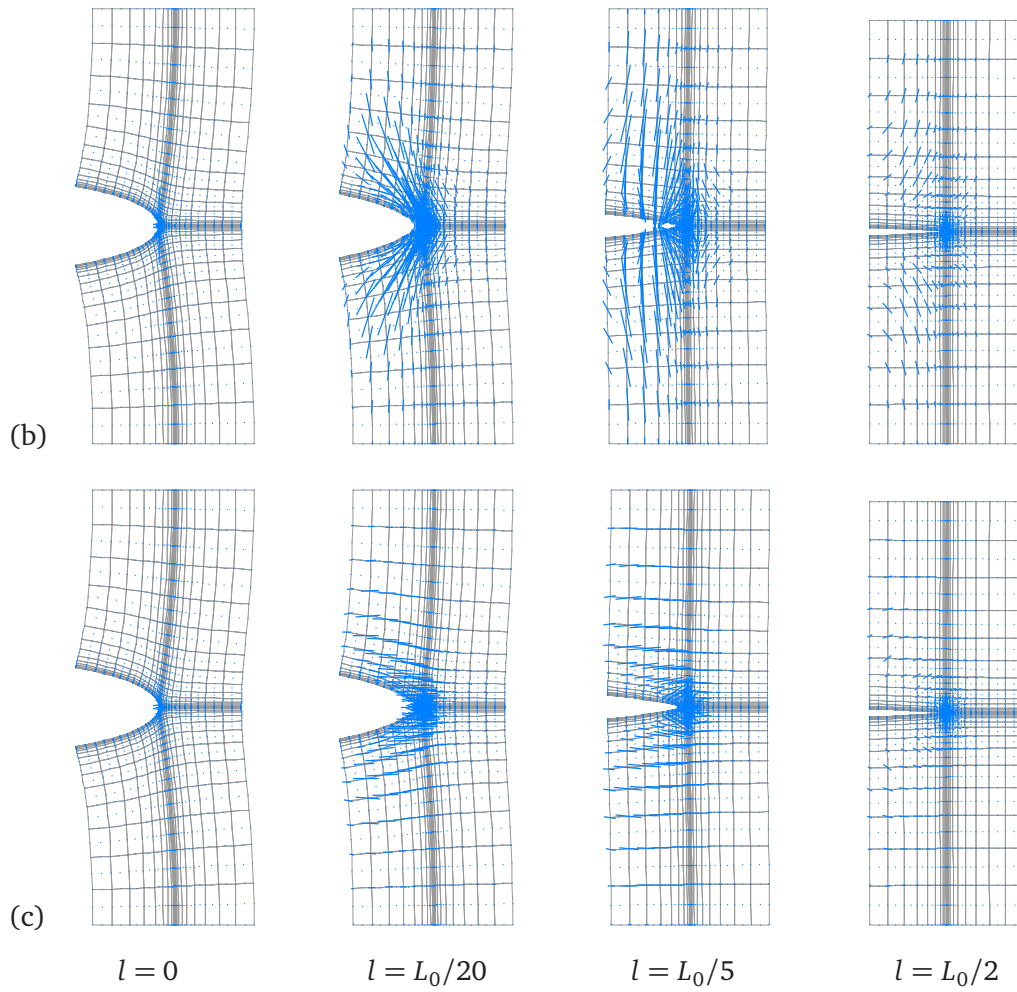 (b)
(c)
l = 0 l = L₀/20 l = L₀/5 l = L₀/2